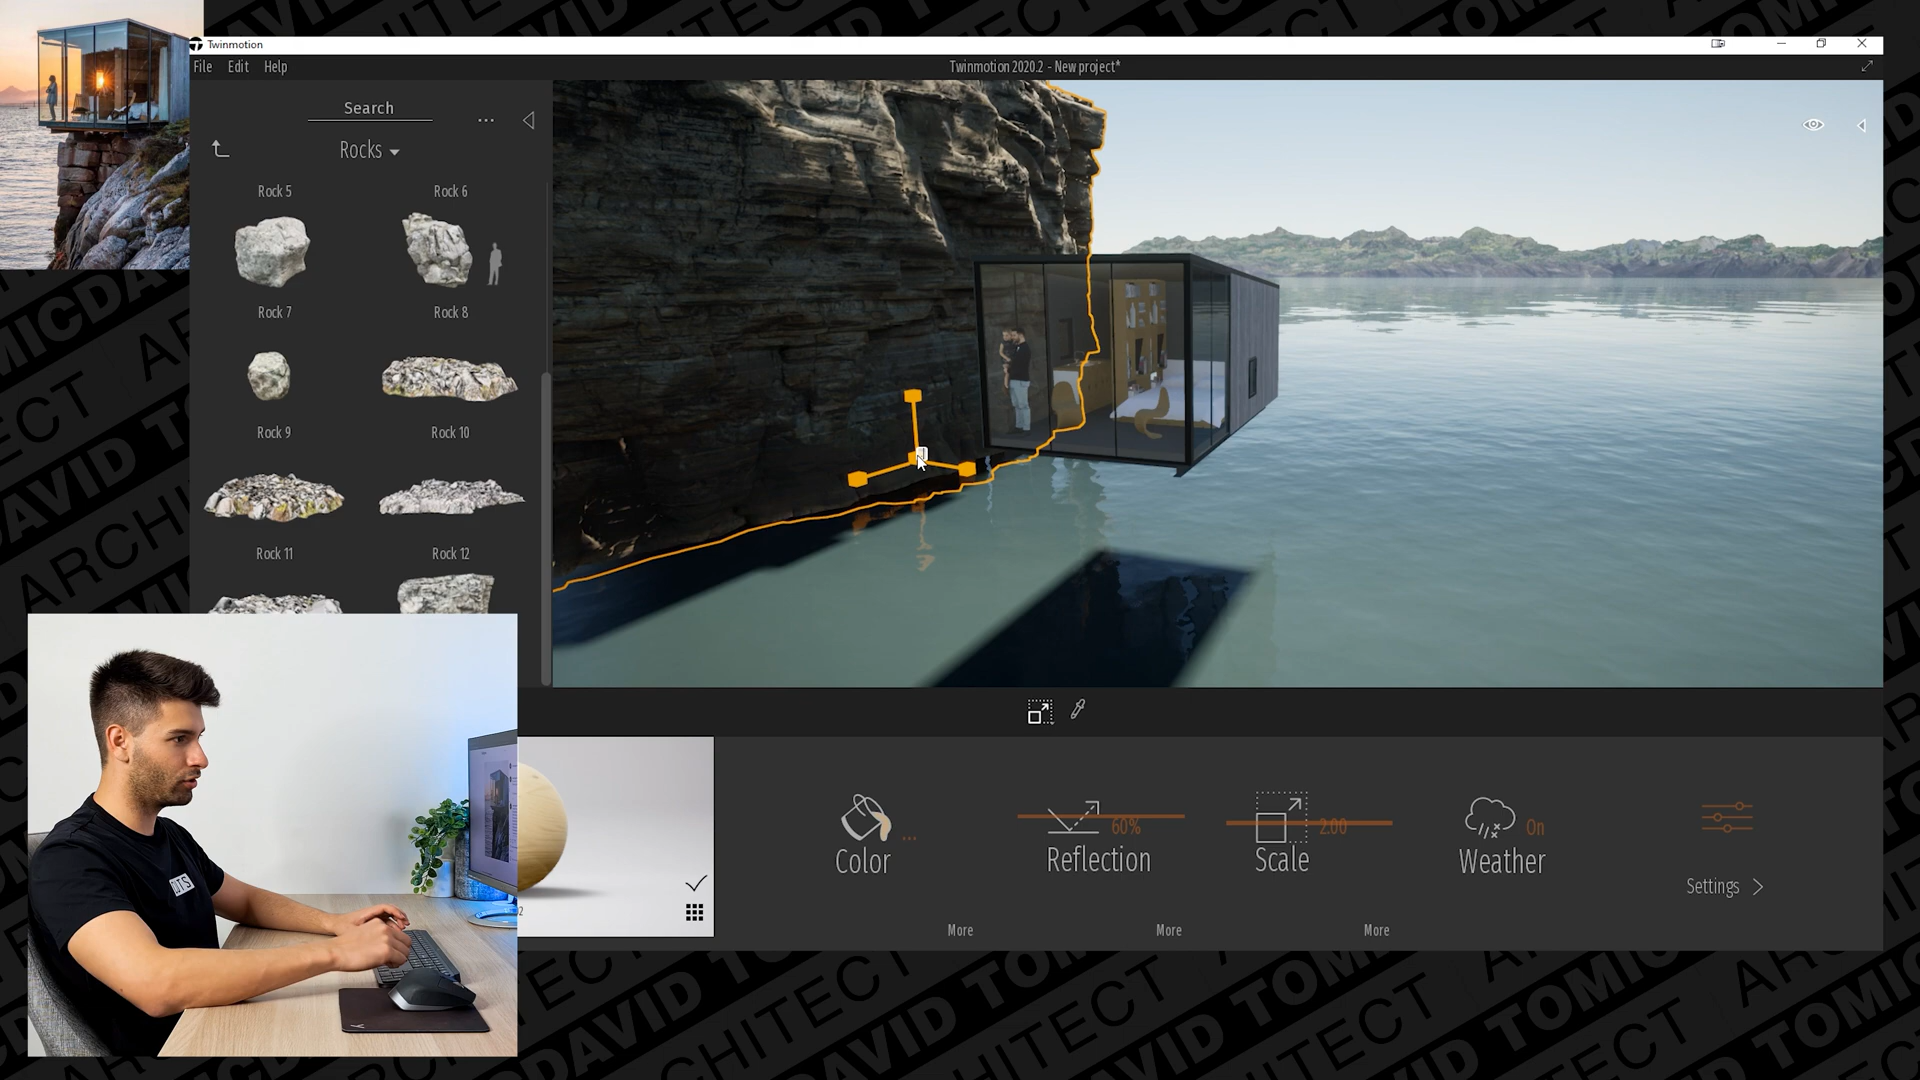 Twinmotion
File Edit Help
Twinmotion 2020.2 - New project*
Search
...
Rocks
Rock 5 Rock 6
Rock 7 Rock 8
Rock 9 Rock 10
Rock 11 Rock 12
Color ...
Reflection 60%
Scale 2.00
Weather On
Settings >
More More More
2
DTS
DAVID TOMIC
ARCHITECT